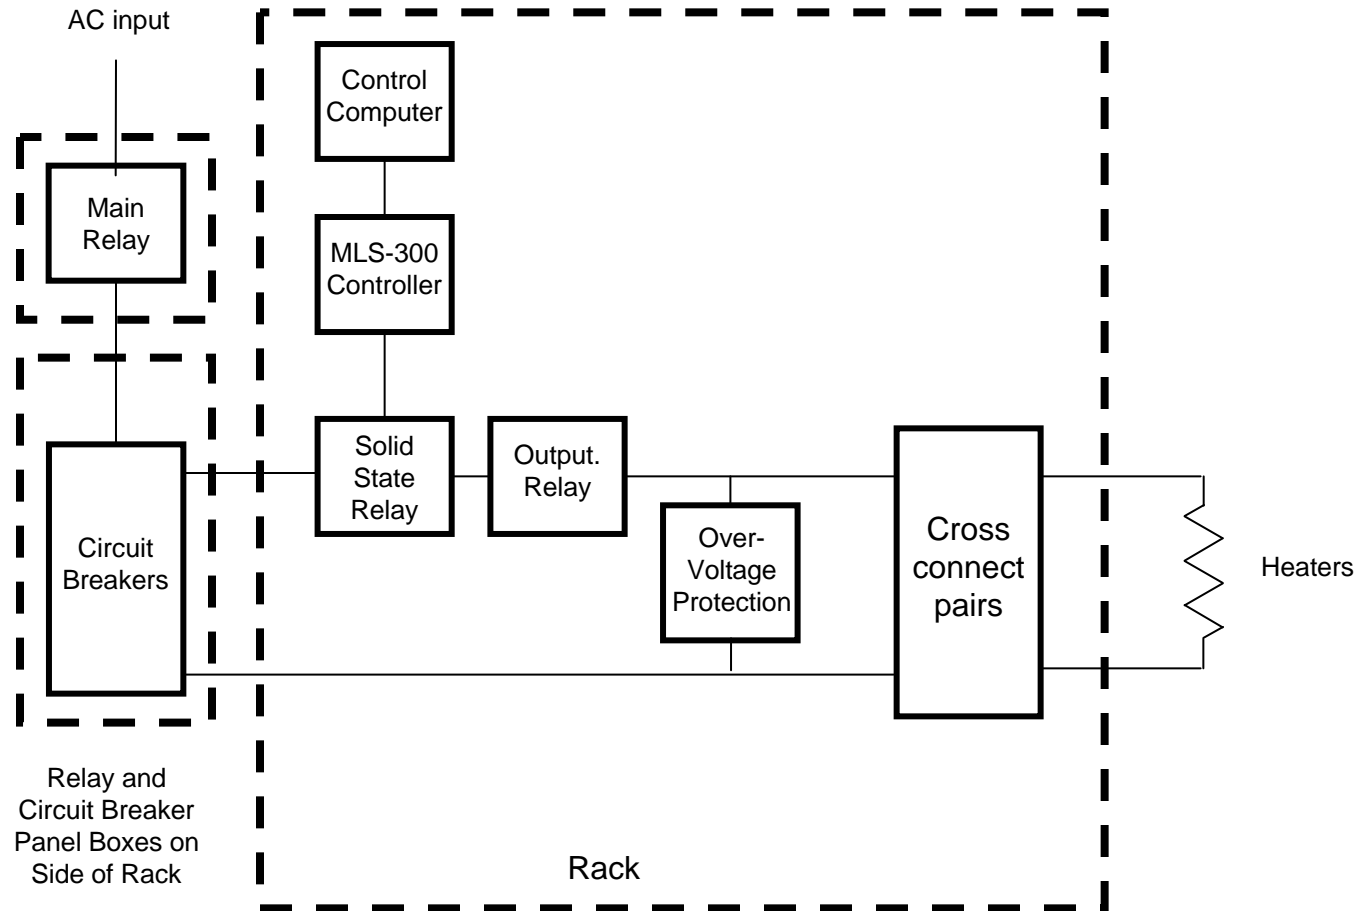 AC input
Control
Computer
Main
Relay
MLS-300
Controller
Solid
State
Relay
Output.
Relay
Over-
Voltage
Protection
Cross
connect
pairs
Circuit
Breakers
Heaters
Relay and
Circuit Breaker
Panel Boxes on
Side of Rack
Rack